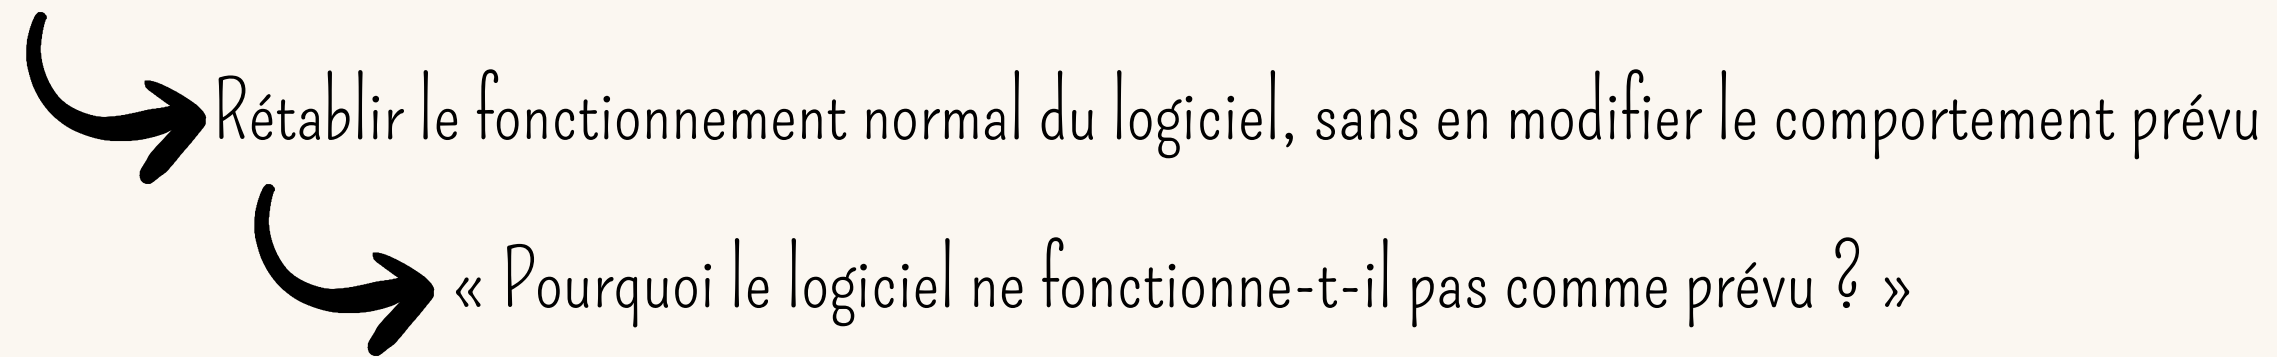 Rétablir le fonctionnement normal du logiciel, sans en modifier le comportement prévu
« Pourquoi le logiciel ne fonctionne-t-il pas comme prévu ? »